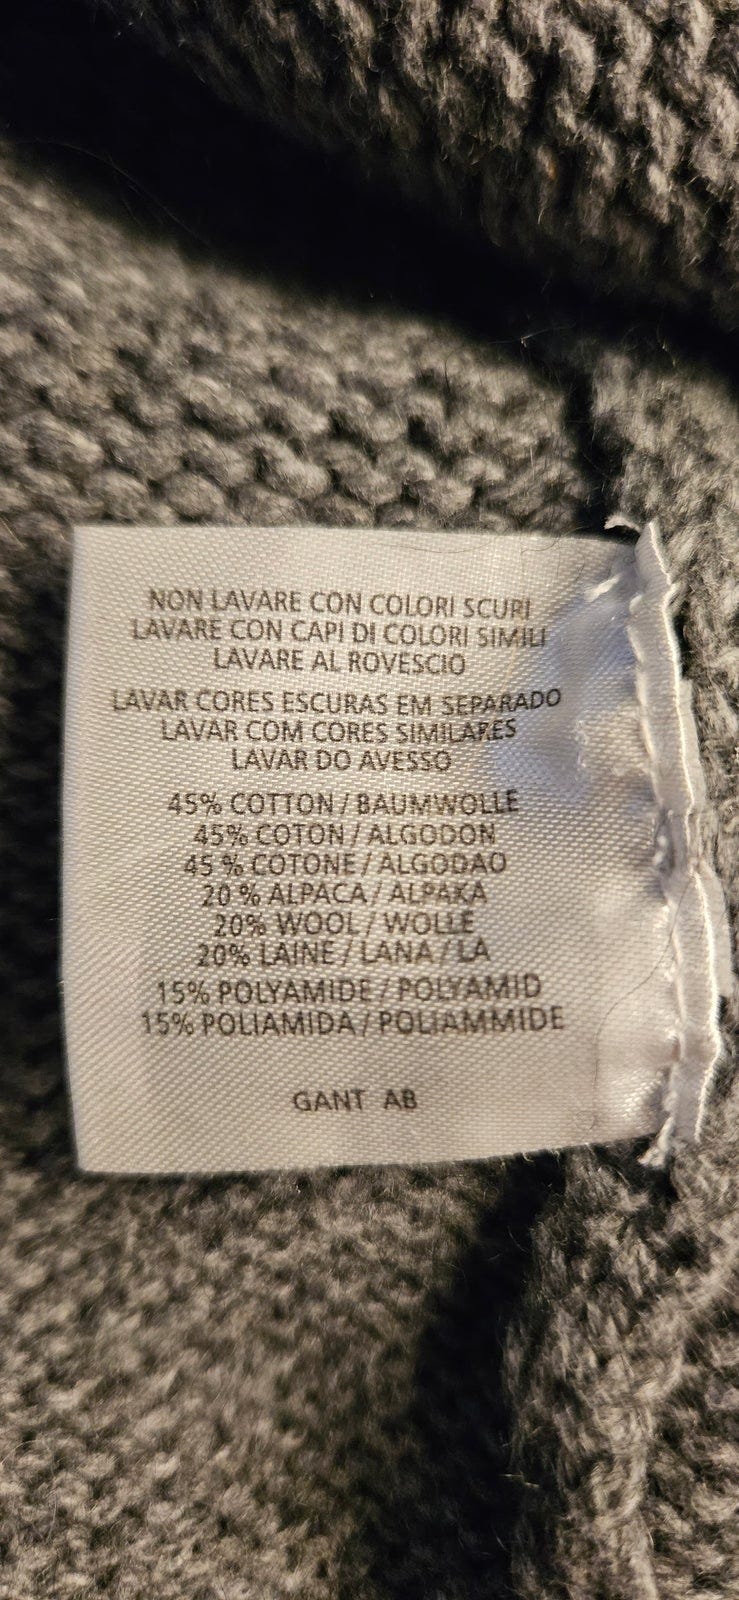 NON LAVARE CON COLORI SCURI
LAVARE CON CAPI DI COLORI SIMILI
LAVARE AL ROVESCIO
LAVAR CORES ESCURAS EM SEPARADO
LAVAR COM CORES SIMILARES
LAVAR DO AVESSO
45% COTTON / BAUMWOLLE
45% COTON / ALGODON
45 % COTONE / ALGODAO
20 % ALPACA / ALPAKA
20% WOOL / WOLLE
20% LAINE / LANA / LA
15% POLYAMIDE / POLYAMID
15% POLIAMIDA / POLIAMMIDE
GANT AB